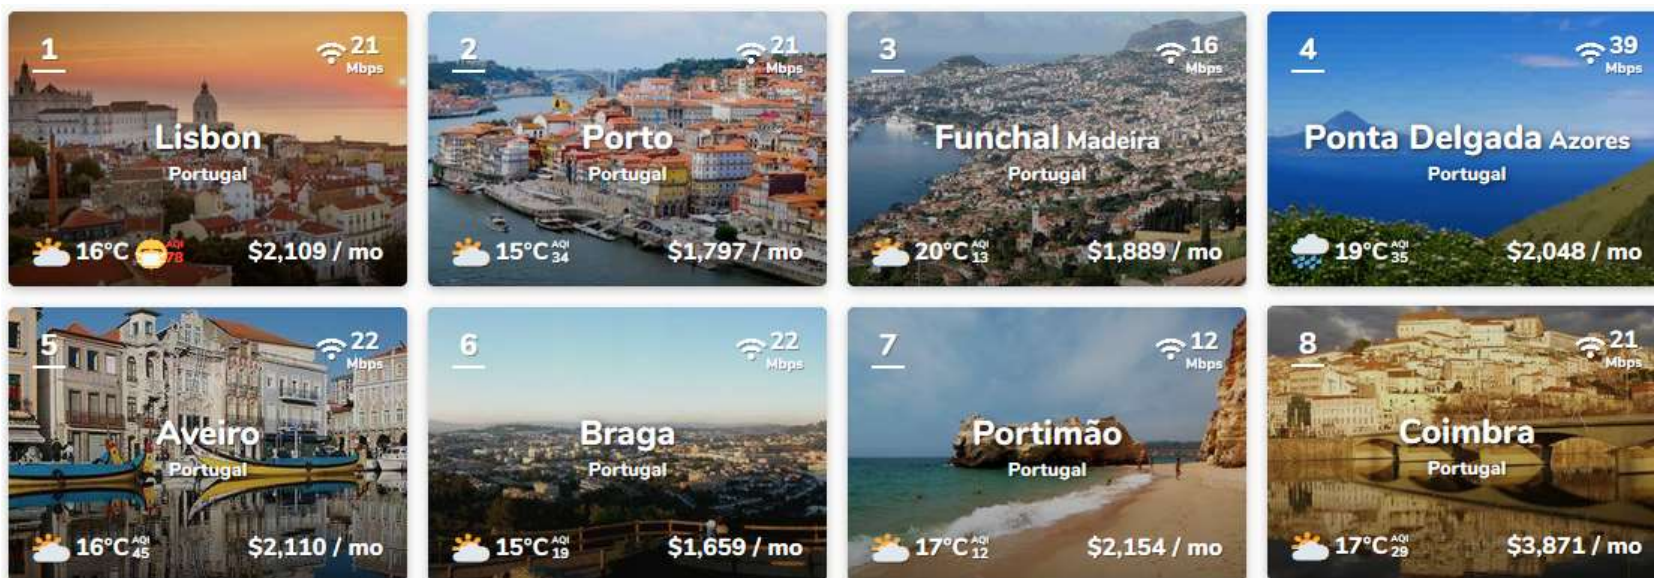 1
21
Mbps
Lisbon
Portugal
16°C AQI 78 $2,109 / mo
2
21
Mbps
Porto
Portugal
15°C AQI 34 $1,797 / mo
3
16
Mbps
Funchal Madeira
Portugal
20°C AQI 13 $1,889 / mo
4
39
Mbps
Ponta Delgada Azores
Portugal
19°C AQI 35 $2,048 / mo
5
22
Mbps
Aveiro
Portugal
16°C AQI 45 $2,110 / mo
6
22
Mbps
Braga
Portugal
15°C AQI 19 $1,659 / mo
7
12
Mbps
Portimão
Portugal
17°C AQI 12 $2,154 / mo
8
21
Mbps
Coimbra
Portugal
17°C AQI 29 $3,871 / mo